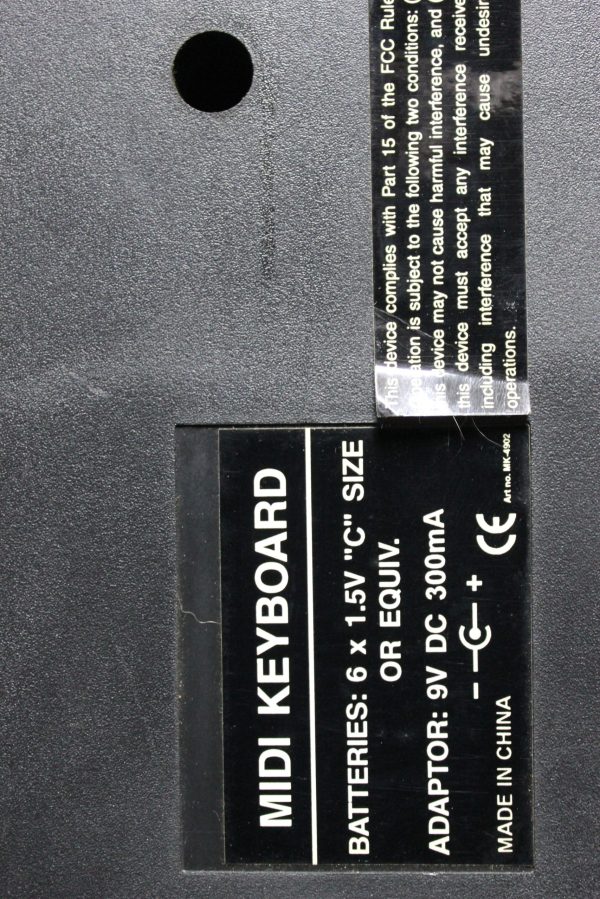 MIDI KEYBOARD
BATTERIES: 6 x 1.5V "C" SIZE
OR EQUIV.
ADAPTOR: 9V DC 300mA
- +
MADE IN CHINA
CE
Art no. MK-4902
This device complies with Part 15 of the FCC
operation is subject to the following two conditions:
this device may not cause harmful interference, and
this device must accept any interference
including interference that may cause
operations.